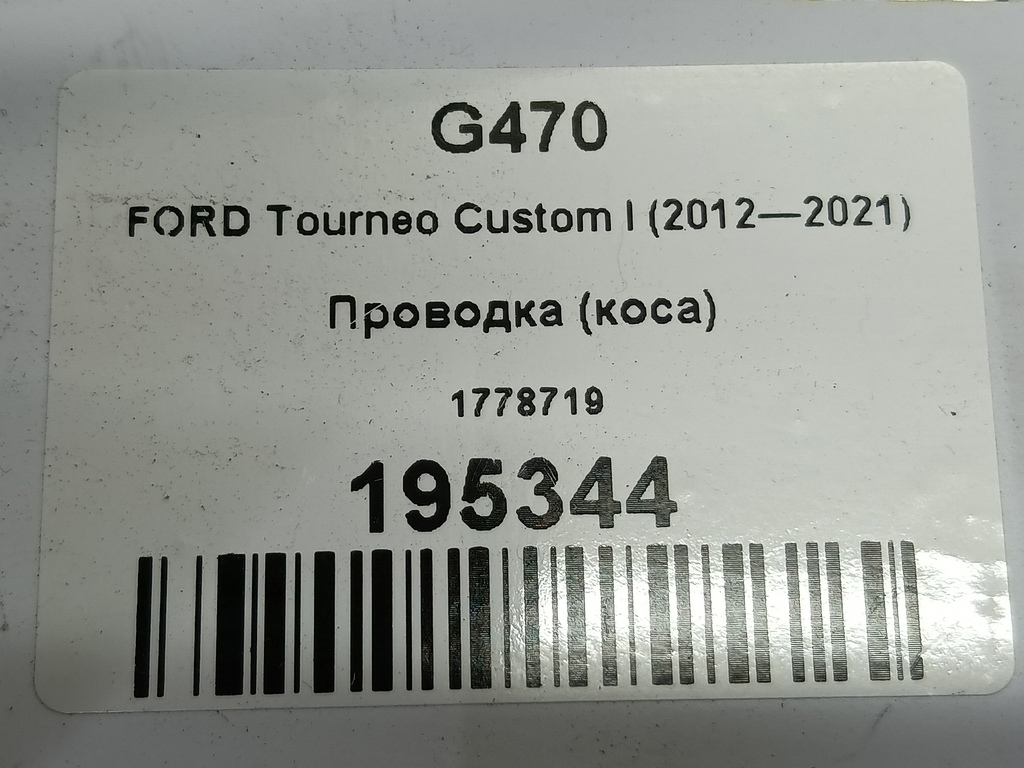 G470
FORD Tourneo Custom I (2012—2021)
Проводка (коса)
1778719
195344